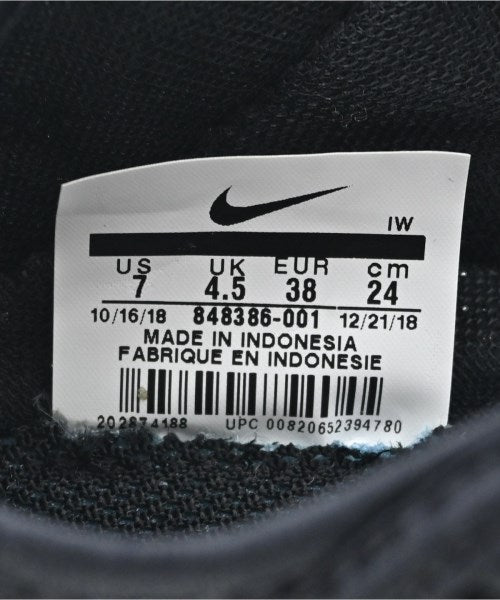 IW
US UK EUR cm
7 4.5 38 24
10/16/18 848386-001 12/21/18
MADE IN INDONESIA
FABRIQUE EN INDONESIE
202874188 UPC 00820652394780